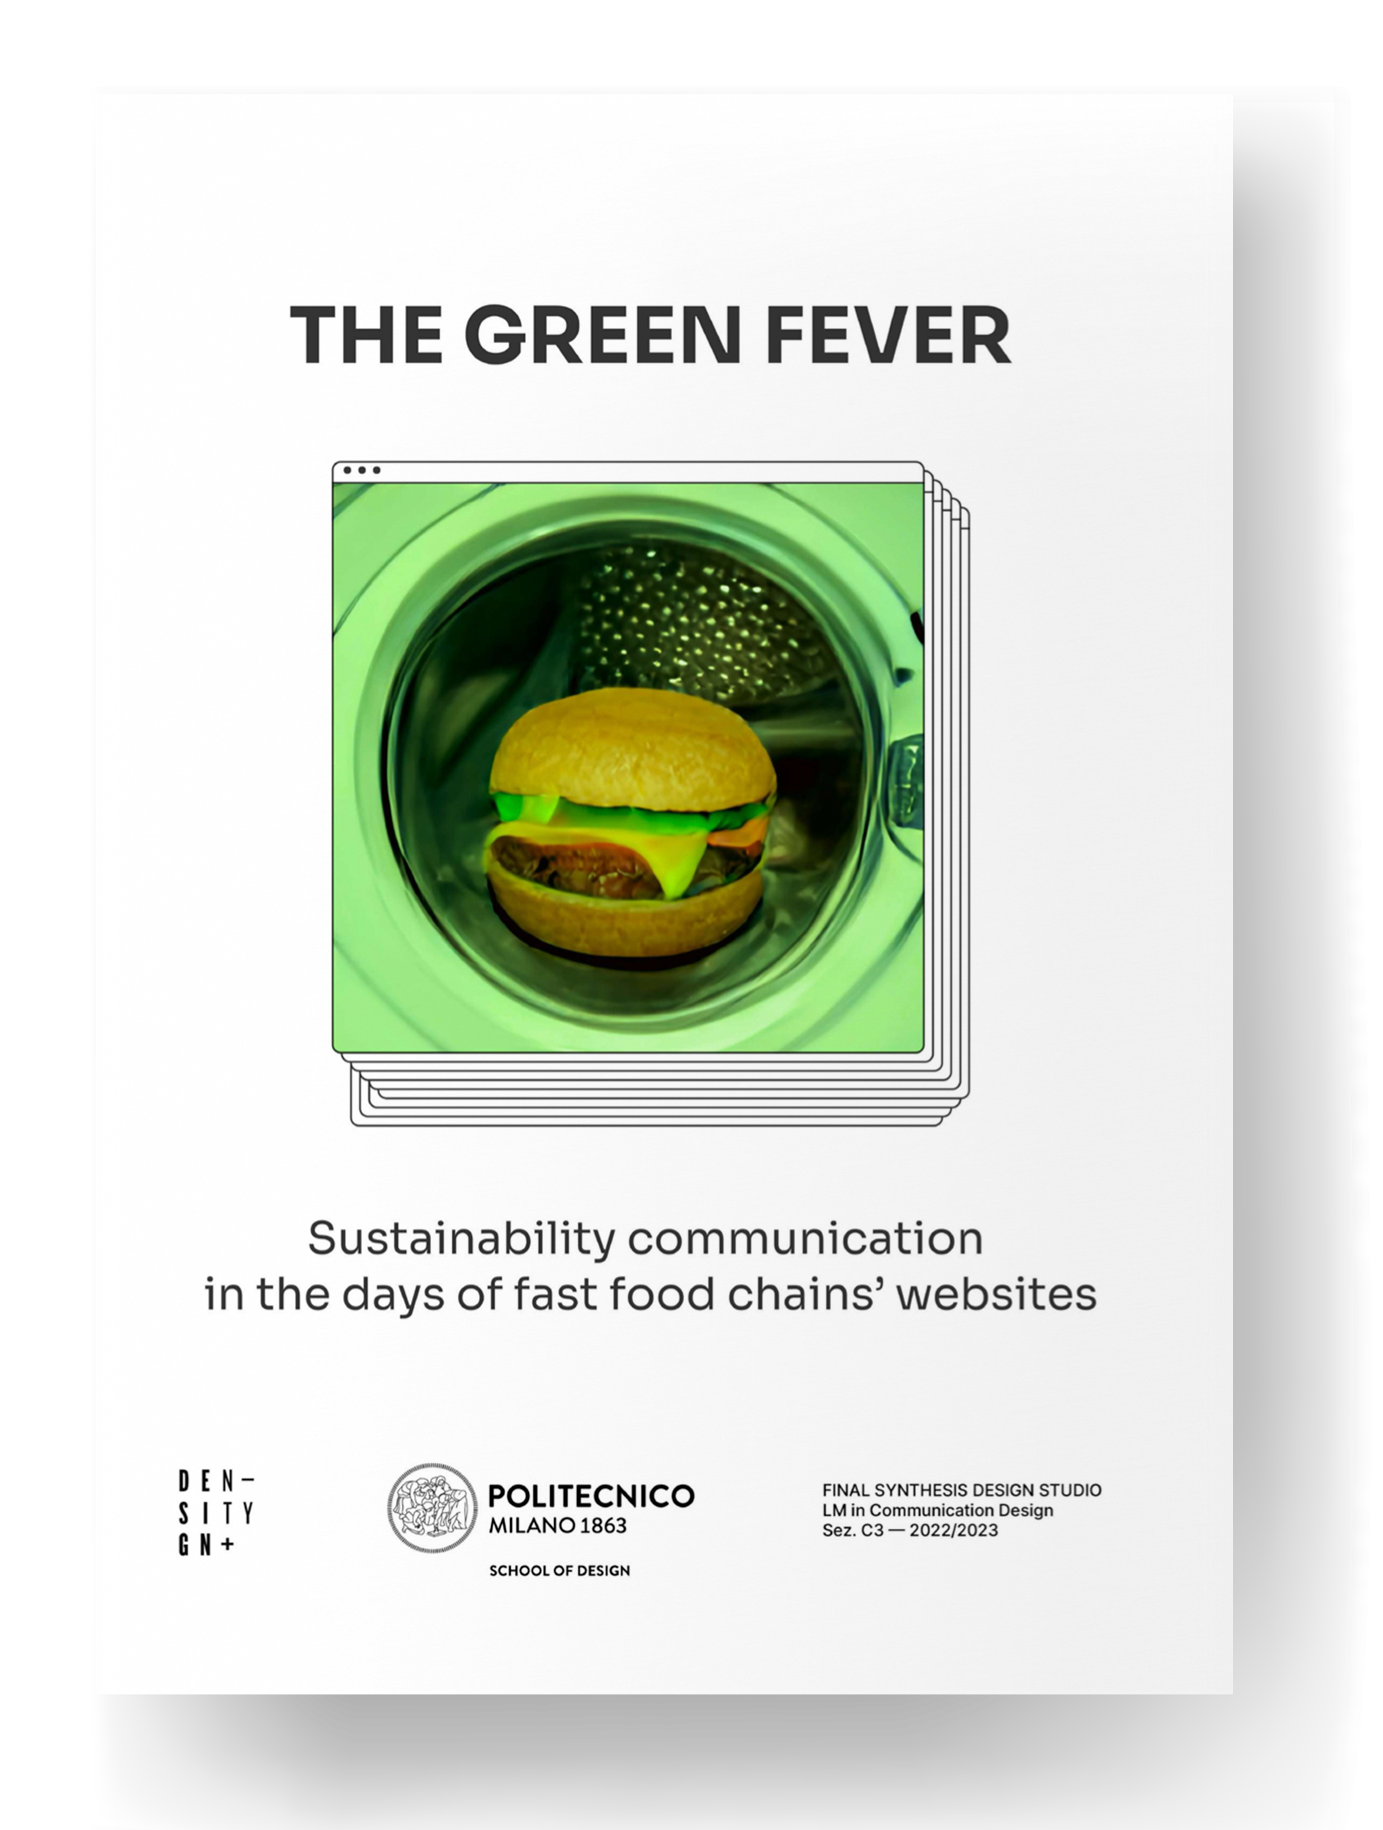 THE GREEN FEVER
Sustainability communication
in the days of fast food chains’ websites
DEN–
SITY
GN+
POLITECNICO
MILANO 1863
SCHOOL OF DESIGN
FINAL SYNTHESIS DESIGN STUDIO
LM in Communication Design
Sez. C3 — 2022/2023